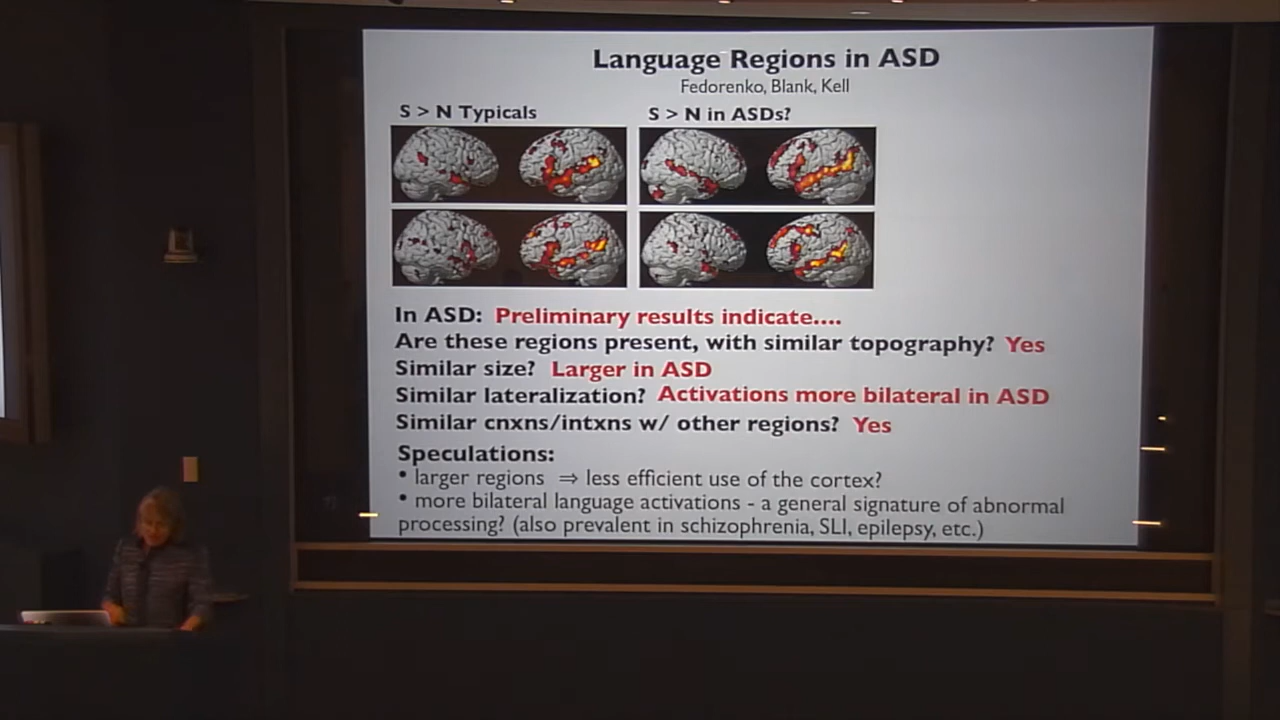 Language Regions in ASD
Fedorenko, Blank, Kell
S > N Typicals
S > N in ASDs?
In ASD: Preliminary results indicate....
Are these regions present, with similar topography? Yes
Similar size? Larger in ASD
Similar lateralization? Activations more bilateral in ASD
Similar cnxns/intxns w/ other regions? Yes
Speculations:
• larger regions ⇒ less efficient use of the cortex?
• more bilateral language activations - a general signature of abnormal
processing? (also prevalent in schizophrenia, SLI, epilepsy, etc.)